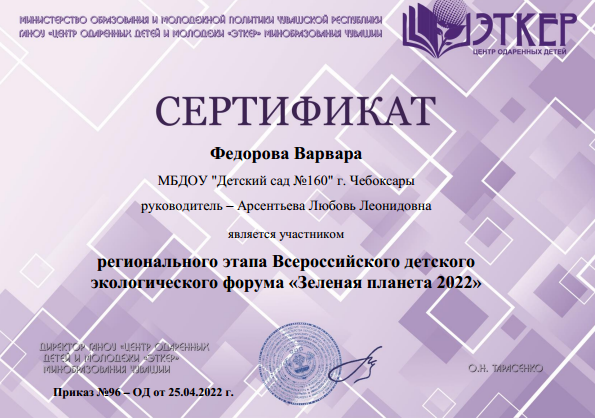 МИНИСТЕРСТВО ОБРАЗОВАНИЯ И МОЛОДЕЖНОЙ ПОЛИТИКИ ЧУВАШСКОЙ РЕСПУБЛИКИ
ГАНОУ «ЦЕНТР ОДАРЕННЫХ ДЕТЕЙ И МОЛОДЕЖИ «ЭТКЕР» МИНОБРАЗОВАНИЯ ЧУВАШИИ
ЭТКЕР
ЦЕНТР ОДАРЕННЫХ ДЕТЕЙ
СЕРТИФИКАТ
Федорова Варвара
МБДОУ "Детский сад №160" г. Чебоксары
руководитель – Арсентьева Любовь Леонидовна
является участником
регионального этапа Всероссийского детского
экологического форума «Зеленая планета 2022»
ДИРЕКТОР ГАНОУ «ЦЕНТР ОДАРЕННЫХ
ДЕТЕЙ И МОЛОДЕЖИ «ЭТКЕР»
МИНОБРАЗОВАНИЯ ЧУВАШИИ
О.Н. ТАРАСЕНКО
Приказ №96 – ОД от 25.04.2022 г.